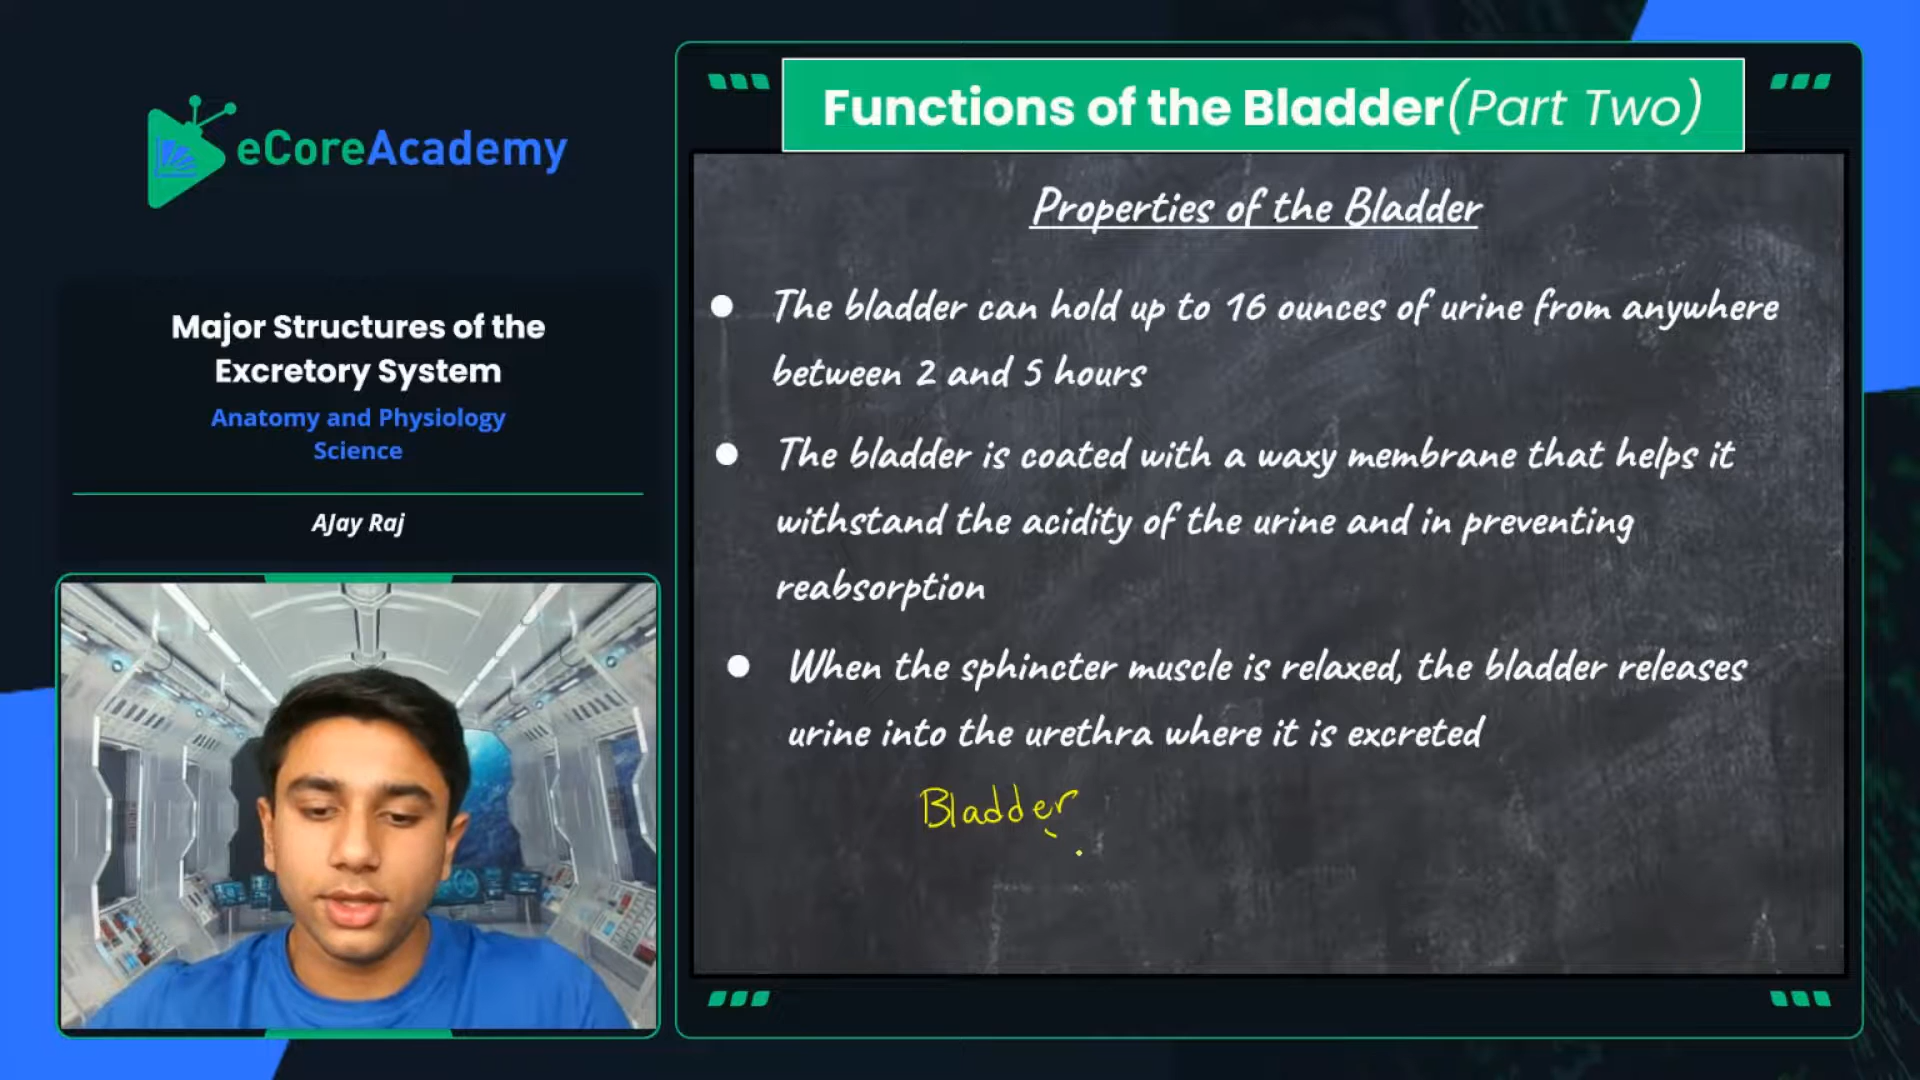 eCoreAcademy
Major Structures of the
Excretory System
Anatomy and Physiology
Science
AJay Raj
Functions of the Bladder(Part Two)
Properties of the Bladder
● The bladder can hold up to 16 ounces of urine from anywhere
between 2 and 5 hours
● The bladder is coated with a waxy membrane that helps it
withstand the acidity of the urine and in preventing
reabsorption
● When the sphincter muscle is relaxed, the bladder releases
urine into the urethra where it is excreted
Bladder